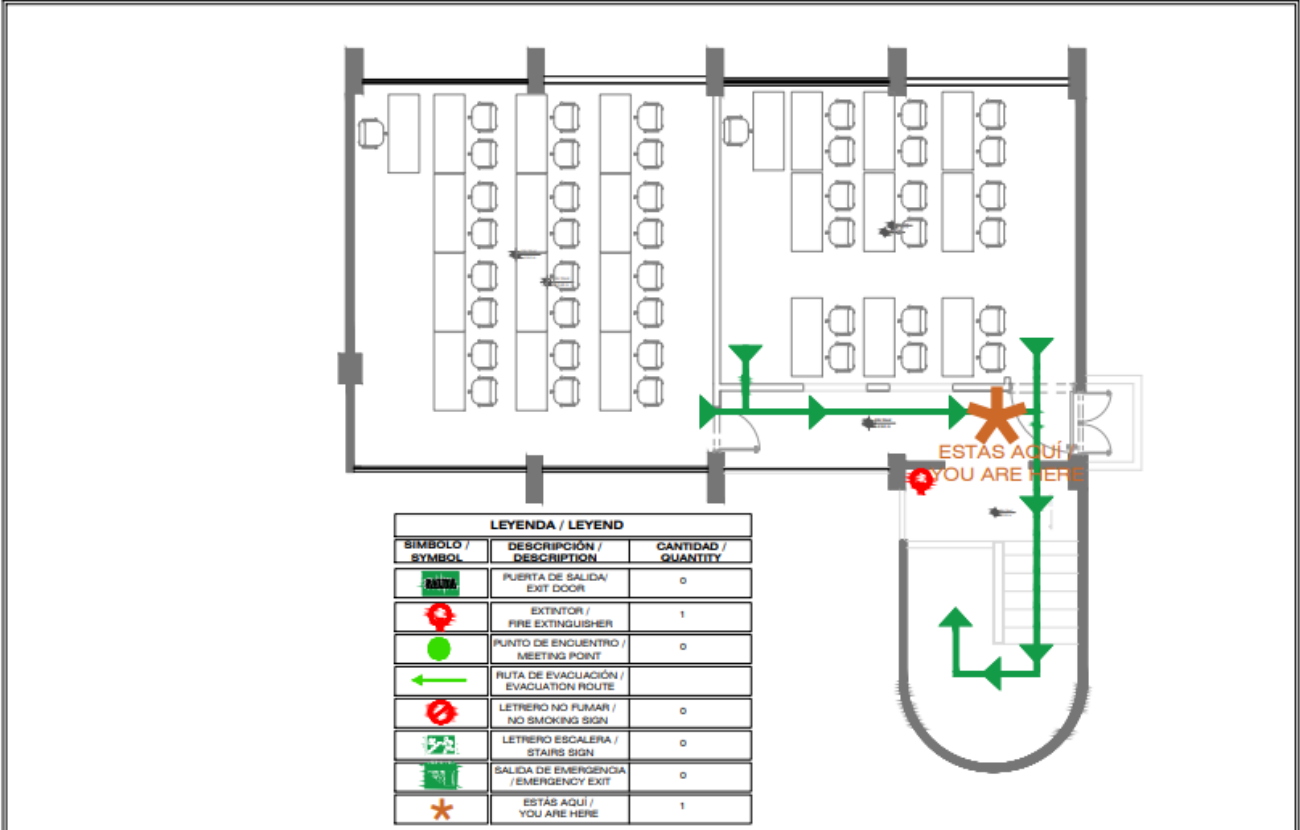 ESTÁS AQUÍ /
YOU ARE HERE
LEYENDA / LEYEND
SIMBOLO /
SYMBOL
DESCRIPCIÓN /
DESCRIPTION
CANTIDAD /
QUANTITY
PUERTA DE SALIDA/
EXIT DOOR
0
EXTINTOR /
FIRE EXTINGUISHER
1
PUNTO DE ENCUENTRO /
MEETING POINT
0
RUTA DE EVACUACIÓN /
EVACUATION ROUTE
LETRERO NO FUMAR /
NO SMOKING SIGN
0
LETRERO ESCALERA /
STAIRS SIGN
0
SALIDA DE EMERGENCIA
/ EMERGENCY EXIT
0
ESTÁS AQUÍ /
YOU ARE HERE
1